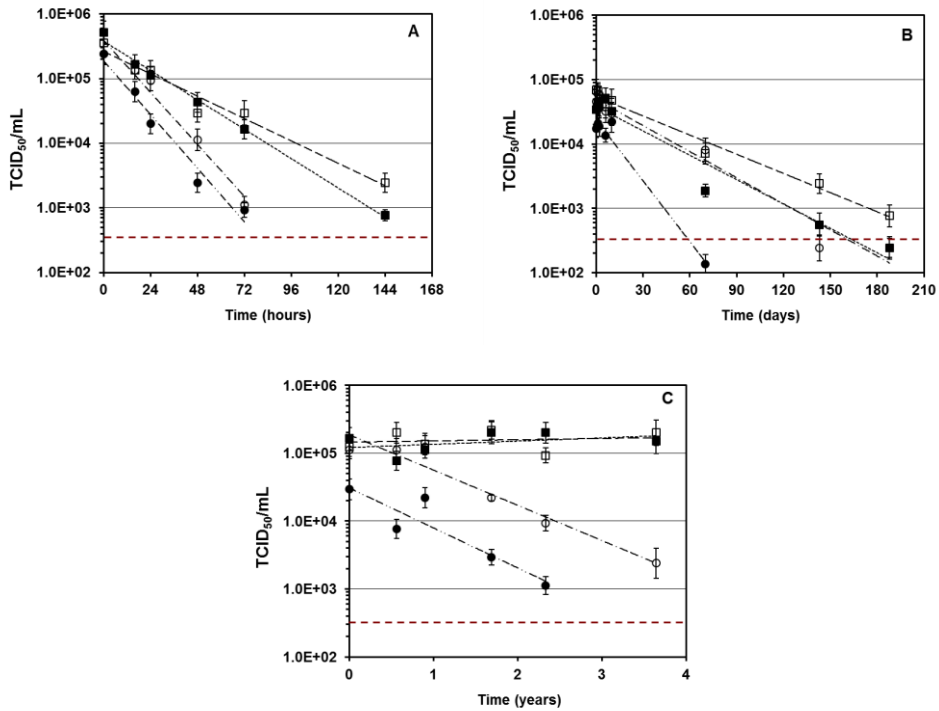 A
1.0E+06
1.0E+05
1.0E+04
1.0E+03
1.0E+02
TCID50/mL
0 24 48 72 96 120 144 168
Time (hours)
B
1.0E+06
1.0E+05
1.0E+04
1.0E+03
1.0E+02
TCID50/mL
0 30 60 90 120 150 180 210
Time (days)
C
1.0E+06
1.0E+05
1.0E+04
1.0E+03
1.0E+02
TCID50/mL
0 1 2 3 4
Time (years)